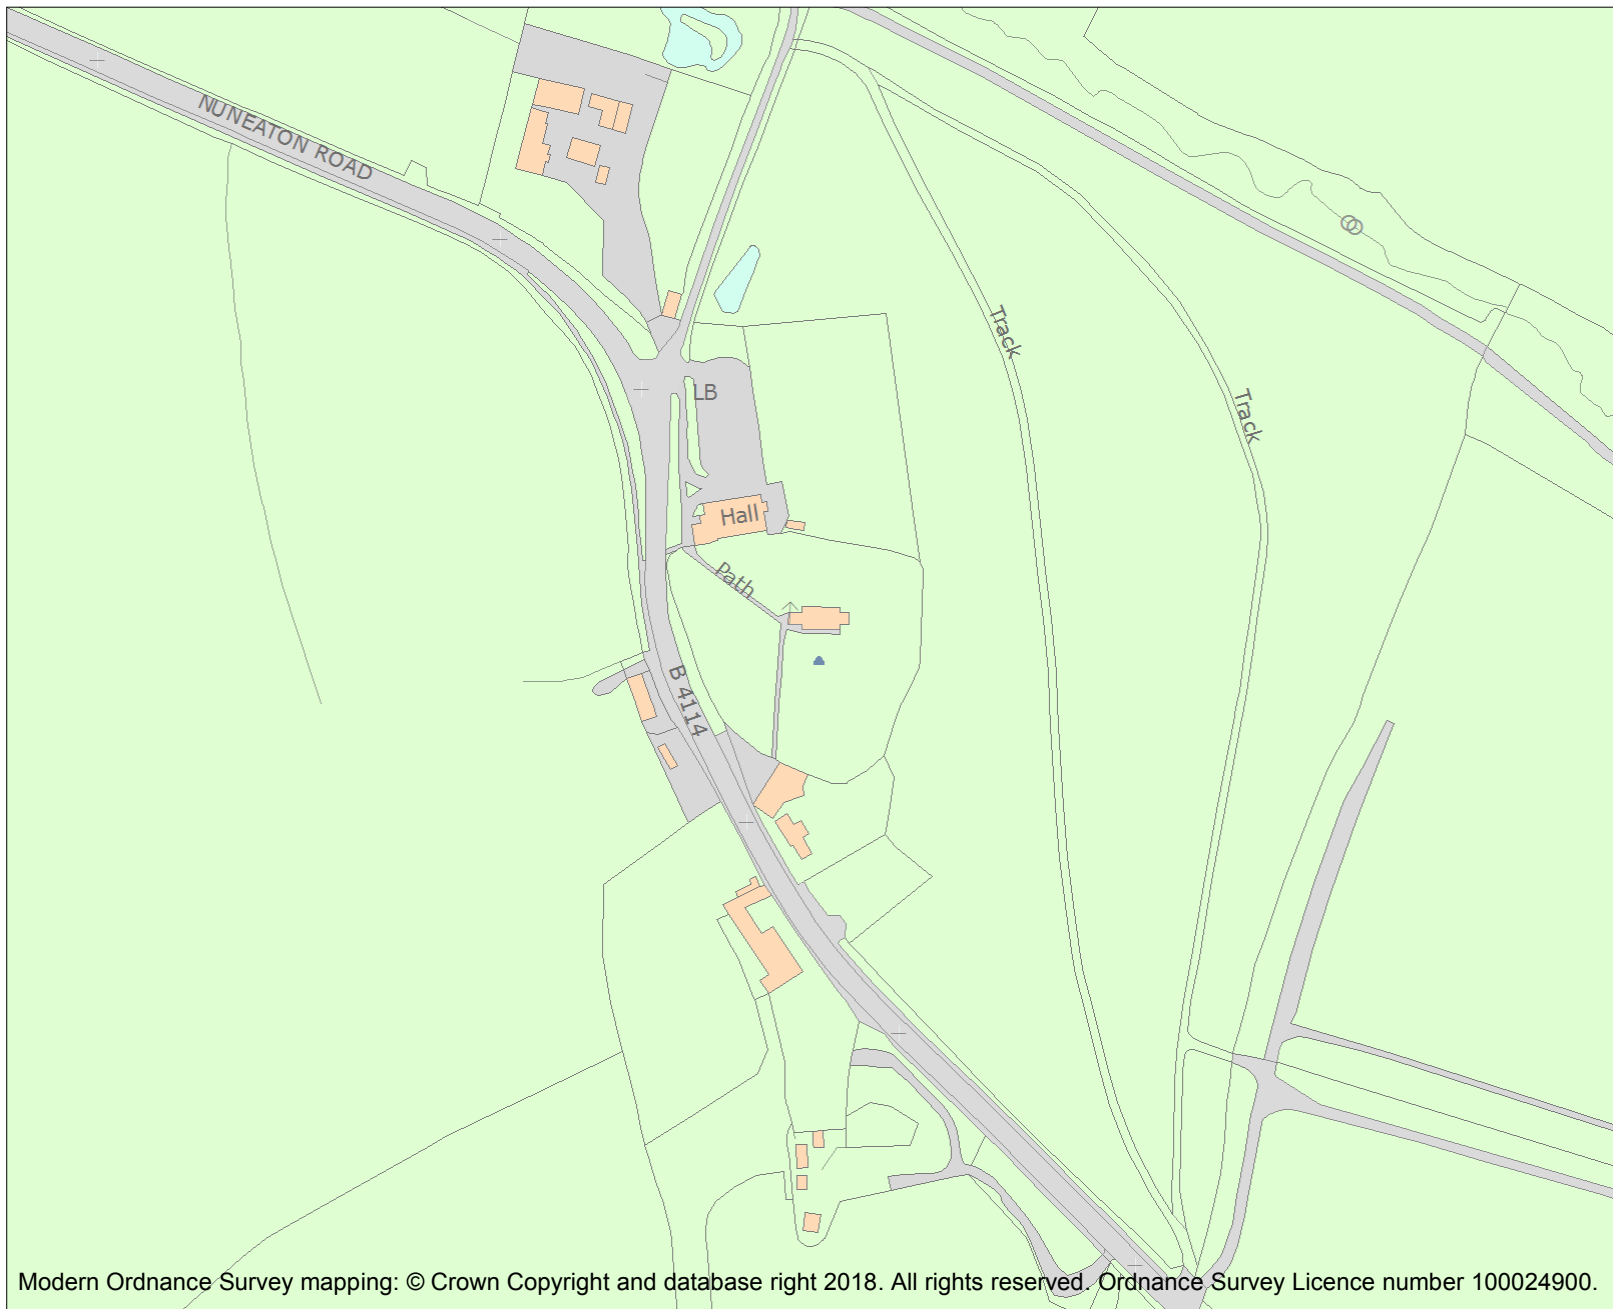 NUNEATON ROAD
Track
LB
Track
Hall
Path
B 4114
Modern Ordnance Survey mapping: © Crown Copyright and database right 2018. All rights reserved. Ordnance Survey Licence number 100024900.